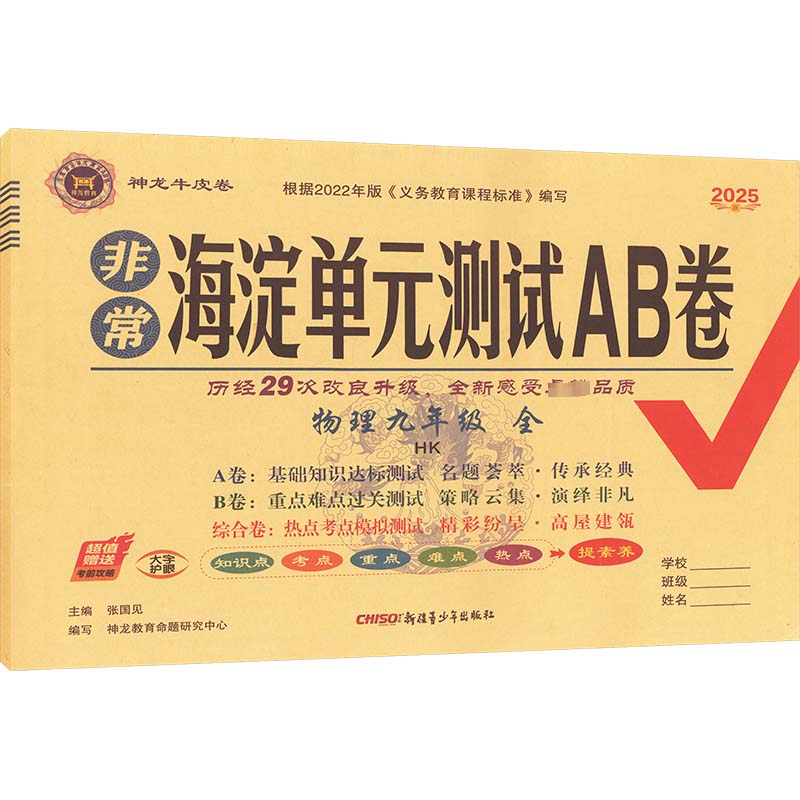 神龙教育
神龙牛皮卷
根据2022年版《义务教育课程标准》编写
2025
版
非常
海淀单元测试AB卷
历经29次改良升级，全新感受 品质
物理九年级 全
HK
A卷：基础知识达标测试 名题荟萃·传承经典
B卷：重点难点过关测试 策略云集·演绎非凡
综合卷：热点考点模拟测试 精彩纷呈·高屋建瓴
超值
赠送
考前攻略
大字
护眼
知识点 考点 重点 难点 热点 提素养
学校
班级
姓名
主编 张国见
编写 神龙教育命题研究中心
CHISO 新疆青少年出版社